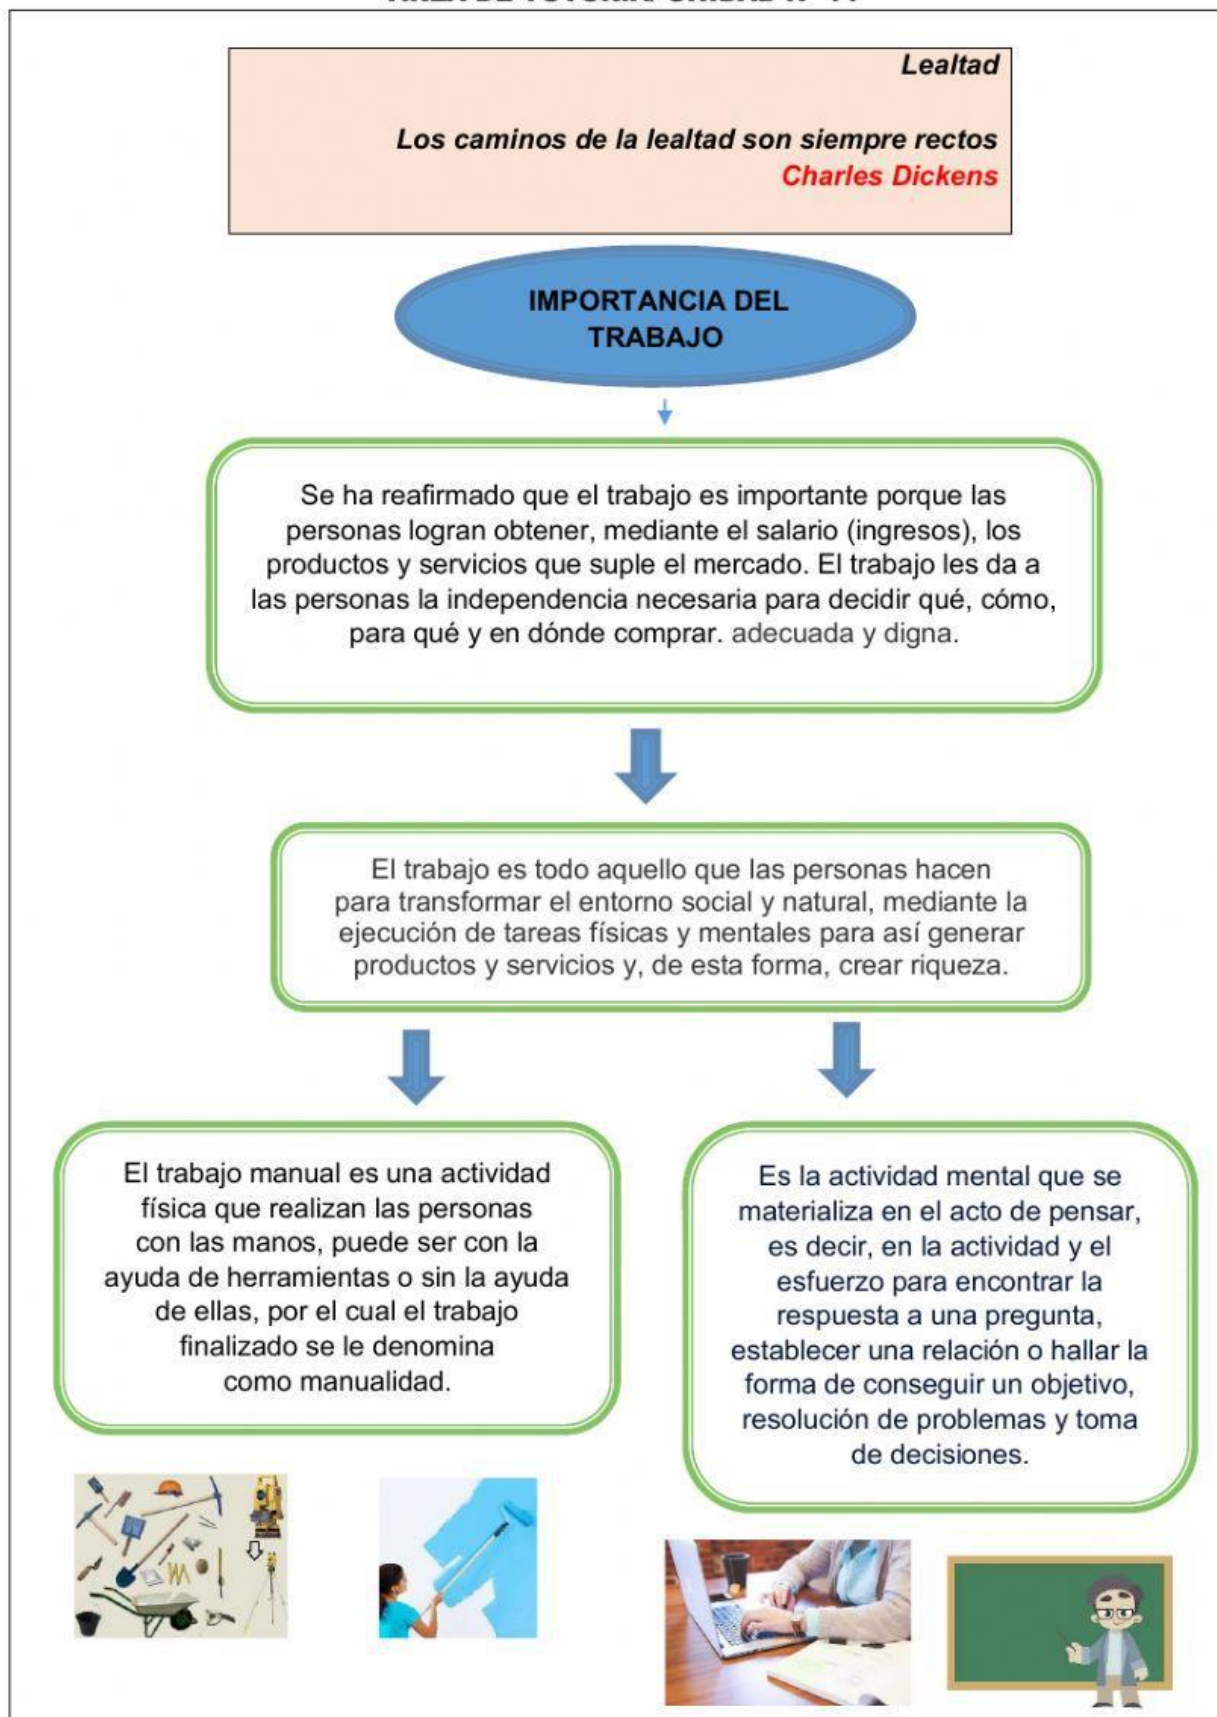 Lealtad
Los caminos de la lealtad son siempre rectos
Charles Dickens
IMPORTANCIA DEL
TRABAJO
Se ha reafirmado que el trabajo es importante porque las
personas logran obtener, mediante el salario (ingresos), los
productos y servicios que suple el mercado. El trabajo les da a
las personas la independencia necesaria para decidir qué, cómo,
para qué y en dónde comprar. adecuada y digna.
El trabajo es todo aquello que las personas hacen
para transformar el entorno social y natural, mediante la
ejecución de tareas físicas y mentales para así generar
productos y servicios y, de esta forma, crear riqueza.
El trabajo manual es una actividad
física que realizan las personas
con las manos, puede ser con la
ayuda de herramientas o sin la ayuda
de ellas, por el cual el trabajo
finalizado se le denomina
como manualidad.
Es la actividad mental que se
materializa en el acto de pensar,
es decir, en la actividad y el
esfuerzo para encontrar la
respuesta a una pregunta,
establecer una relación o hallar la
forma de conseguir un objetivo,
resolución de problemas y toma
de decisiones.